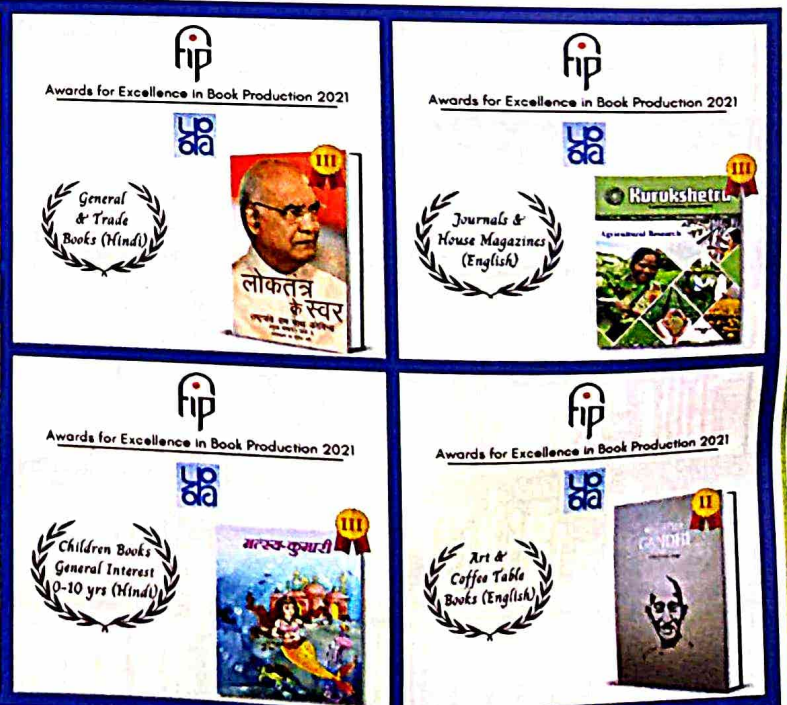 fip
Awards for Excellence in Book Production 2021
III
General
& Trade
Books (Hindi)
लोकतंत्र
के स्वर
fip
Awards for Excellence in Book Production 2021
III
Journals &
House Magazines
(English)
Kurukshetra
Agricultural Research
fip
Awards for Excellence in Book Production 2021
III
Children Books
General Interest
0-10 yrs (Hindi)
मत्स्य-कुमारी
fip
Awards for Excellence in Book Production 2021
II
Art &
Coffee Table
Books (English)
GANDHI